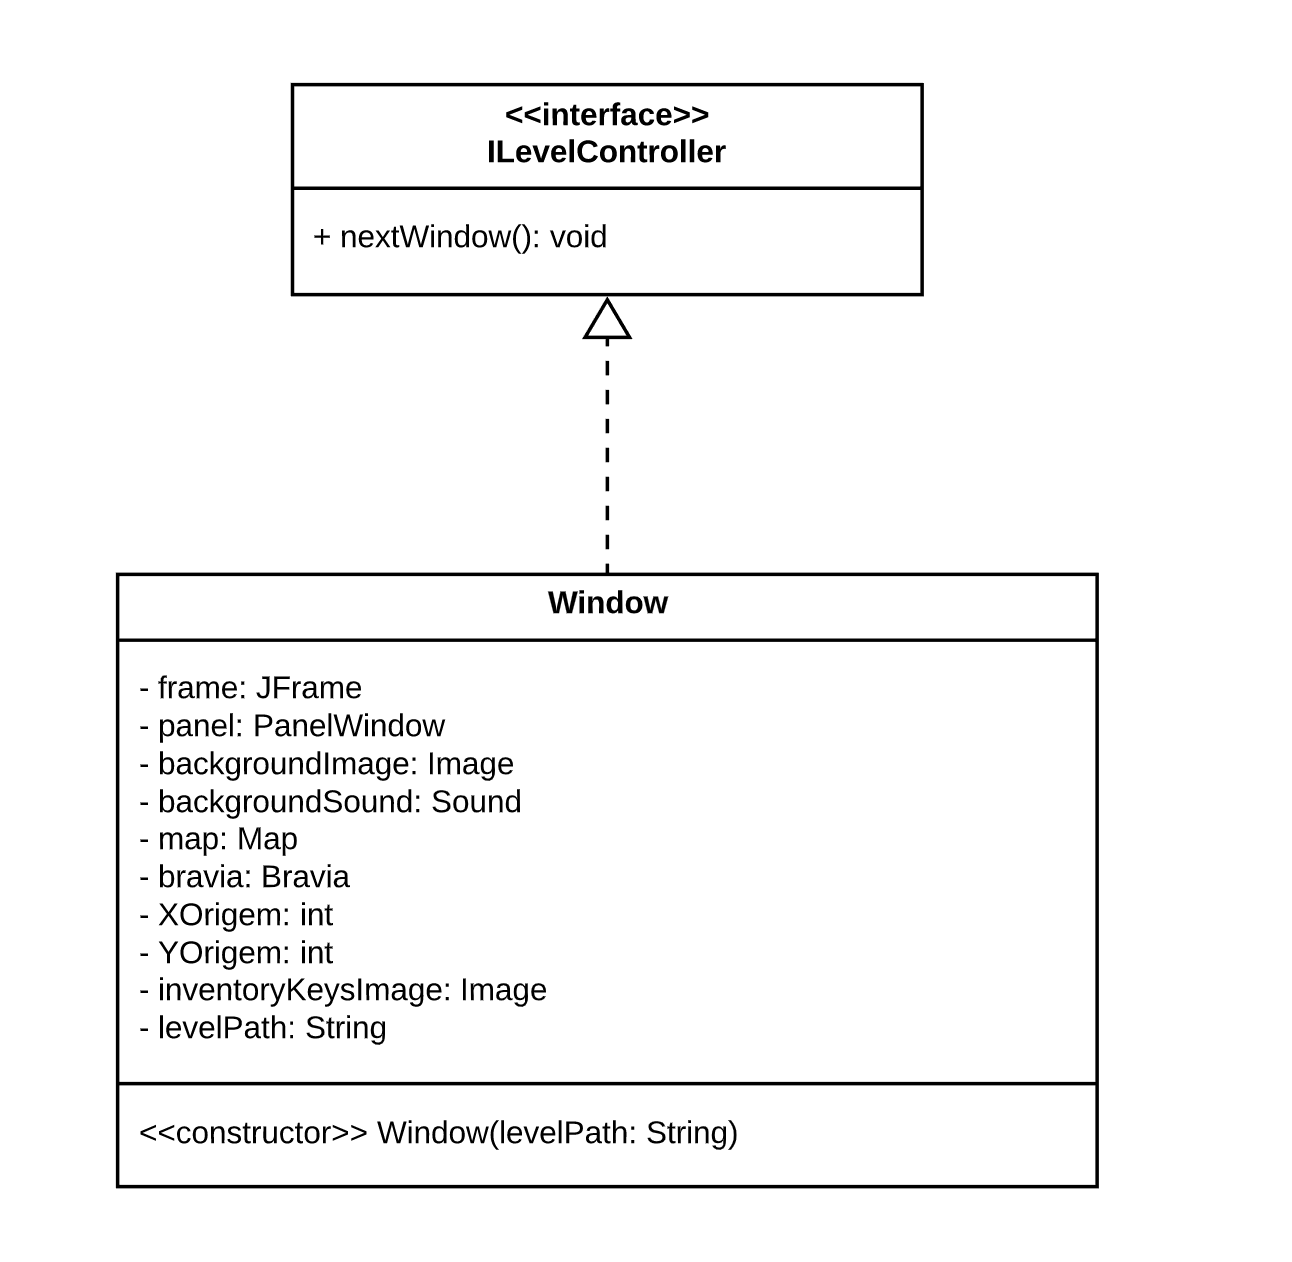 <<interface>>
ILevelController
+ nextWindow(): void
Window
- frame: JFrame
- panel: PanelWindow
- backgroundImage: Image
- backgroundSound: Sound
- map: Map
- bravia: Bravia
- XOrigem: int
- YOrigem: int
- inventoryKeysImage: Image
- levelPath: String
<<constructor>> Window(levelPath: String)